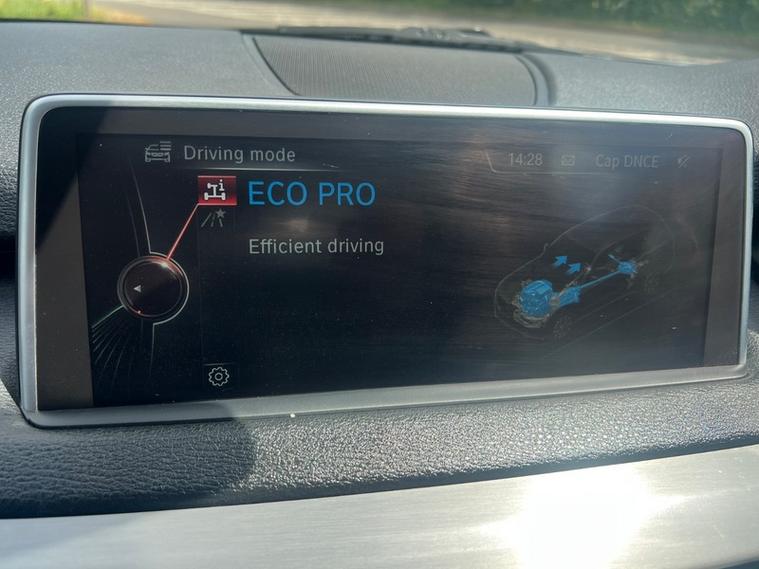 Driving mode
14:28
Cap DNCE
ECO PRO
Efficient driving